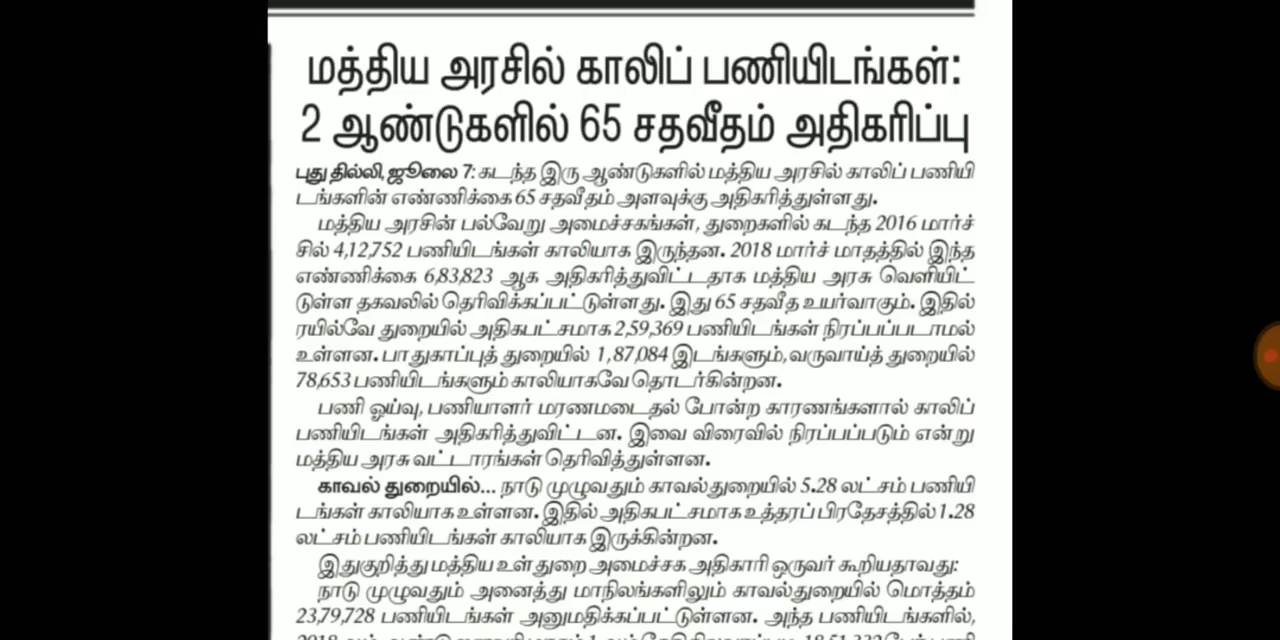 மத்திய அரசில் காலிப் பணியிடங்கள்:
2 ஆண்டுகளில் 65 சதவீதம் அதிகரிப்பு
புது தில்லி, ஜூலை 7: கடந்த இரு ஆண்டுகளில் மத்திய அரசில் காலிப் பணியி
டங்களின் எண்ணிக்கை 65 சதவீதம் அளவுக்கு அதிகரித்துள்ளது.
மத்திய அரசின் பல்வேறு அமைச்சகங்கள், துறைகளில் கடந்த 2016 மார்ச்
சில் 4,12,752 பணியிடங்கள் காலியாக இருந்தன. 2018 மார்ச் மாதத்தில் இந்த
எண்ணிக்கை 6,83,823 ஆக அதிகரித்துவிட்டதாக மத்திய அரசு வெளியிட்
டுள்ள தகவலில் தெரிவிக்கப்பட்டுள்ளது. இது 65 சதவீத உயர்வாகும். இதில்
ரயில்வே துறையில் அதிகபட்சமாக 2,59,369 பணியிடங்கள் நிரப்பப்படாமல்
உள்ளன. பாதுகாப்புத் துறையில் 1,87,084 இடங்களும், வருவாய்த் துறையில்
78,653 பணியிடங்களும் காலியாகவே தொடர்கின்றன.
பணி ஓய்வு, பணியாளர் மரணமடைதல் போன்ற காரணங்களால் காலிப்
பணியிடங்கள் அதிகரித்துவிட்டன. இவை விரைவில் நிரப்பப்படும் என்று
மத்திய அரசு வட்டாரங்கள் தெரிவித்துள்ளன.
காவல் துறையில்... நாடு முழுவதும் காவல்துறையில் 5.28 லட்சம் பணியி
டங்கள் காலியாக உள்ளன. இதில் அதிகபட்சமாக உத்தரப் பிரதேசத்தில் 1.28
லட்சம் பணியிடங்கள் காலியாக இருக்கின்றன.
இதுகுறித்து மத்திய உள் துறை அமைச்சக அதிகாரி ஒருவர் கூறியதாவது:
நாடு முழுவதும் அனைத்து மாநிலங்களிலும் காவல்துறையில் மொத்தம்
23,79,728 பணியிடங்கள் அனுமதிக்கப்பட்டுள்ளன. அந்த பணியிடங்களில்,